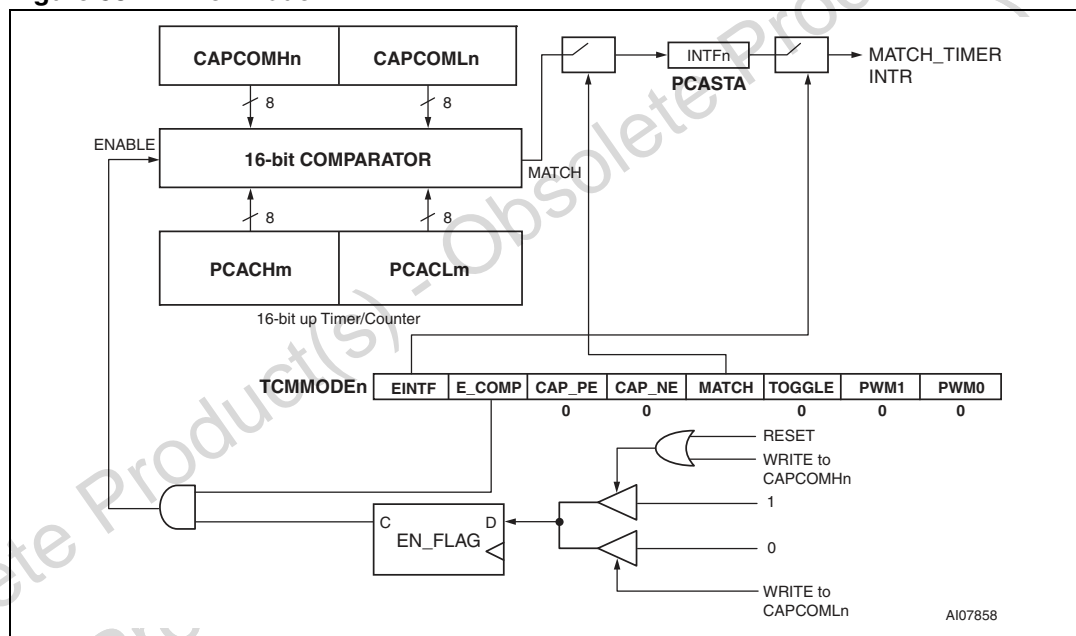 CAPCOMHn
CAPCOMLn
INTFn
PCASTA
MATCH_TIMER
INTR
8
8
ENABLE
16-bit COMPARATOR
MATCH
8
8
PCACHm
PCACLm
16-bit up Timer/Counter
TCMMODEn
EINTF
E_COMP
CAP_PE
CAP_NE
MATCH
TOGGLE
PWM1
PWM0
0
0
0
0
0
RESET
WRITE to
CAPCOMHn
1
C
D
EN_FLAG
0
WRITE to
CAPCOMLn
AI07858
Product(s) - Obsolete Product(